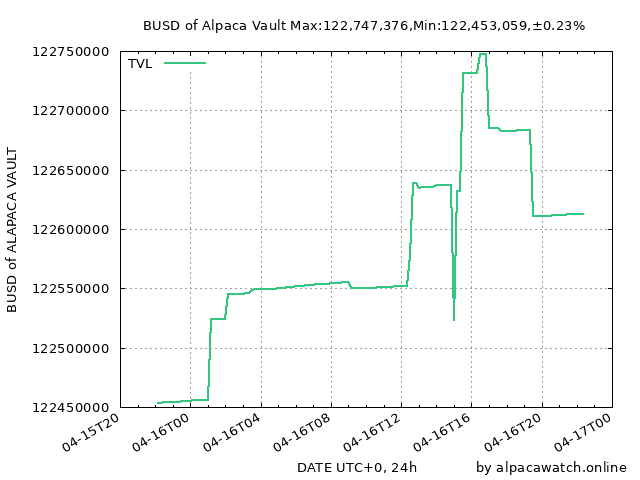 BUSD of Alpaca Vault Max:122,747,376,Min:122,453,059,±0.23%
TVL
122750000
122700000
122650000
122600000
122550000
122500000
122450000
BUSD of ALAPACA VAULT
04-15T20
04-16T00
04-16T04
04-16T08
04-16T12
04-16T16
04-16T20
04-17T00
DATE UTC+0, 24h
by alpacawatch.online